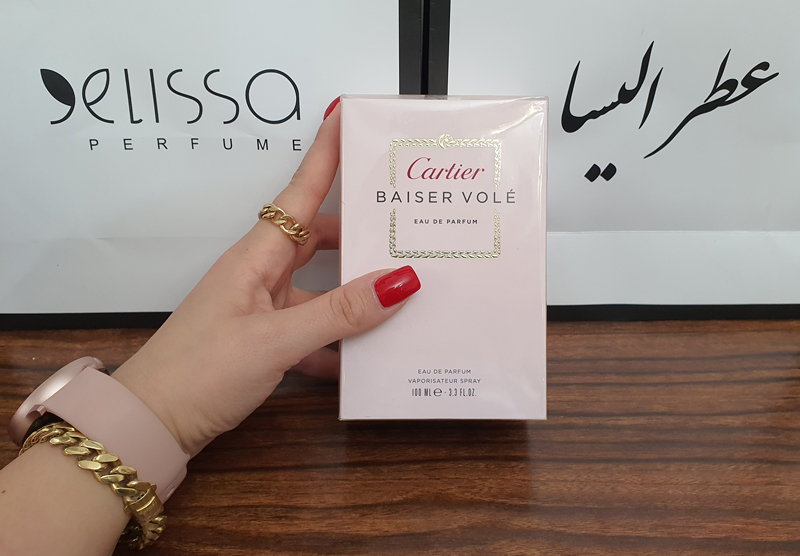 eLISSA
PERFUME
عطر اليسا
Cartier
BAISER VOLÉ
EAU DE PARFUM
EAU DE PARFUM
VAPORISATEUR SPRAY
100 ML ℮ - 3.3 FL.OZ.